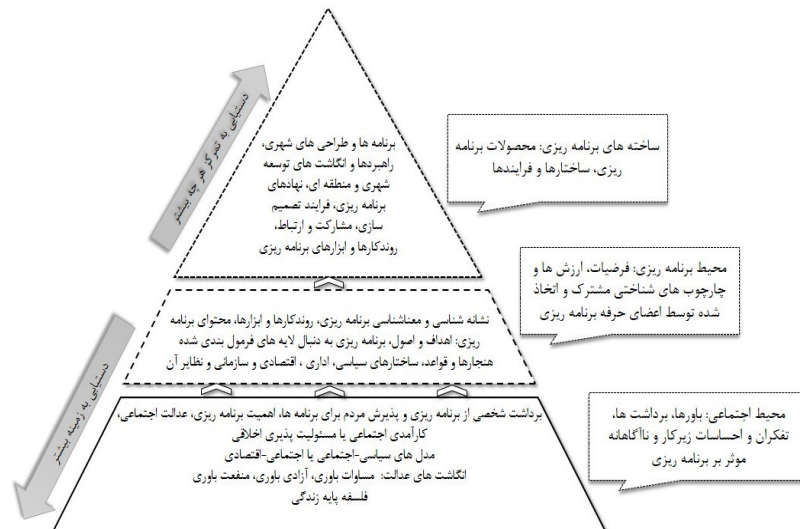 دستیابی به تمرکز هر چه بیشتر
برنامه ها و طراحی های شهری،
راهبردها و انگاشت های توسعه
شهری و منطقه ای، نهادهای
برنامه ریزی، فرایند تصمیم
سازی، مشارکت و ارتباط،
روندکارها و ابزارهای برنامه ریزی
ساخته های برنامه ریزی: محصولات برنامه
ریزی، ساختارها و فرایندها
نشانه شناسی و معناشناسی برنامه ریزی، روندکارها و ابزارها، محتوای برنامه
ریزی: اهداف و اصول، برنامه ریزی به دنبال لایه های فرمول بندی شده
هنجارها و قواعد، ساختارهای سیاسی، اداری ، اقتصادی و سازمانی و نظایر آن
محیط برنامه ریزی: فرضیات، ارزش ها و
چارچوب های شناختی مشترک و اتخاذ
شده توسط اعضای حرفه برنامه ریزی
دستیابی به زمینه بیشتر
برداشت شخصی از برنامه ریزی و پذیرش مردم برای برنامه ها، اهمیت برنامه ریزی، عدالت اجتماعی،
کارآمدی اجتماعی یا مسئولیت پذیری اخلاقی
مدل های سیاسی-اجتماعی یا اجتماعی-اقتصادی
انگاشت های عدالت: مساوات باوری، آزادی باوری، منفعت باوری
فلسفه پایه زندگی
محیط اجتماعی: باورها، برداشت ها،
تفکران و احساسات زیرکار و ناآگاهانه
موثر بر برنامه ریزی